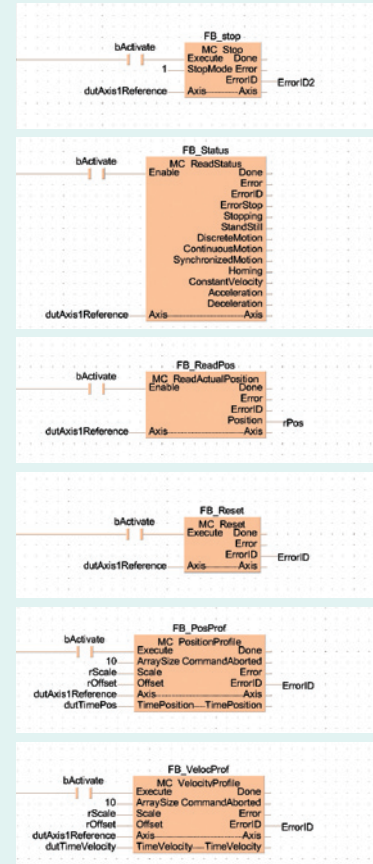 FB_stop
bActivate MC_Stop
Execute Done
1 StopMode Error
ErrorID ErrorID2
dutAxis1Reference Axis Axis
FB_Status
bActivate MC_ReadStatus
Enable Done
Error
ErrorID
ErrorStop
Stopping
StandStill
DiscreteMotion
ContinuousMotion
SynchronizedMotion
Homing
ConstantVelocity
Acceleration
Deceleration
dutAxis1Reference Axis Axis
FB_ReadPos
bActivate MC_ReadActualPosition
Enable Done
Error
ErrorID
Position rPos
dutAxis1Reference Axis Axis
FB_Reset
bActivate MC_Reset
Execute Done
Error
ErrorID ErrorID
dutAxis1Reference Axis Axis
FB_PosProf
bActivate MC_PositionProfile
Execute Done
10 ArraySize CommandAborted
rScale Scale Error
rOffset Offset ErrorID ErrorID
dutAxis1Reference Axis Axis
dutTimePos TimePosition TimePosition
FB_VelocProf
bActivate MC_VelocityProfile
Execute Done
10 ArraySize CommandAborted
rScale Scale Error
rOffset Offset ErrorID ErrorID
dutAxis1Reference Axis Axis
dutTimeVelocity TimeVelocity TimeVelocity